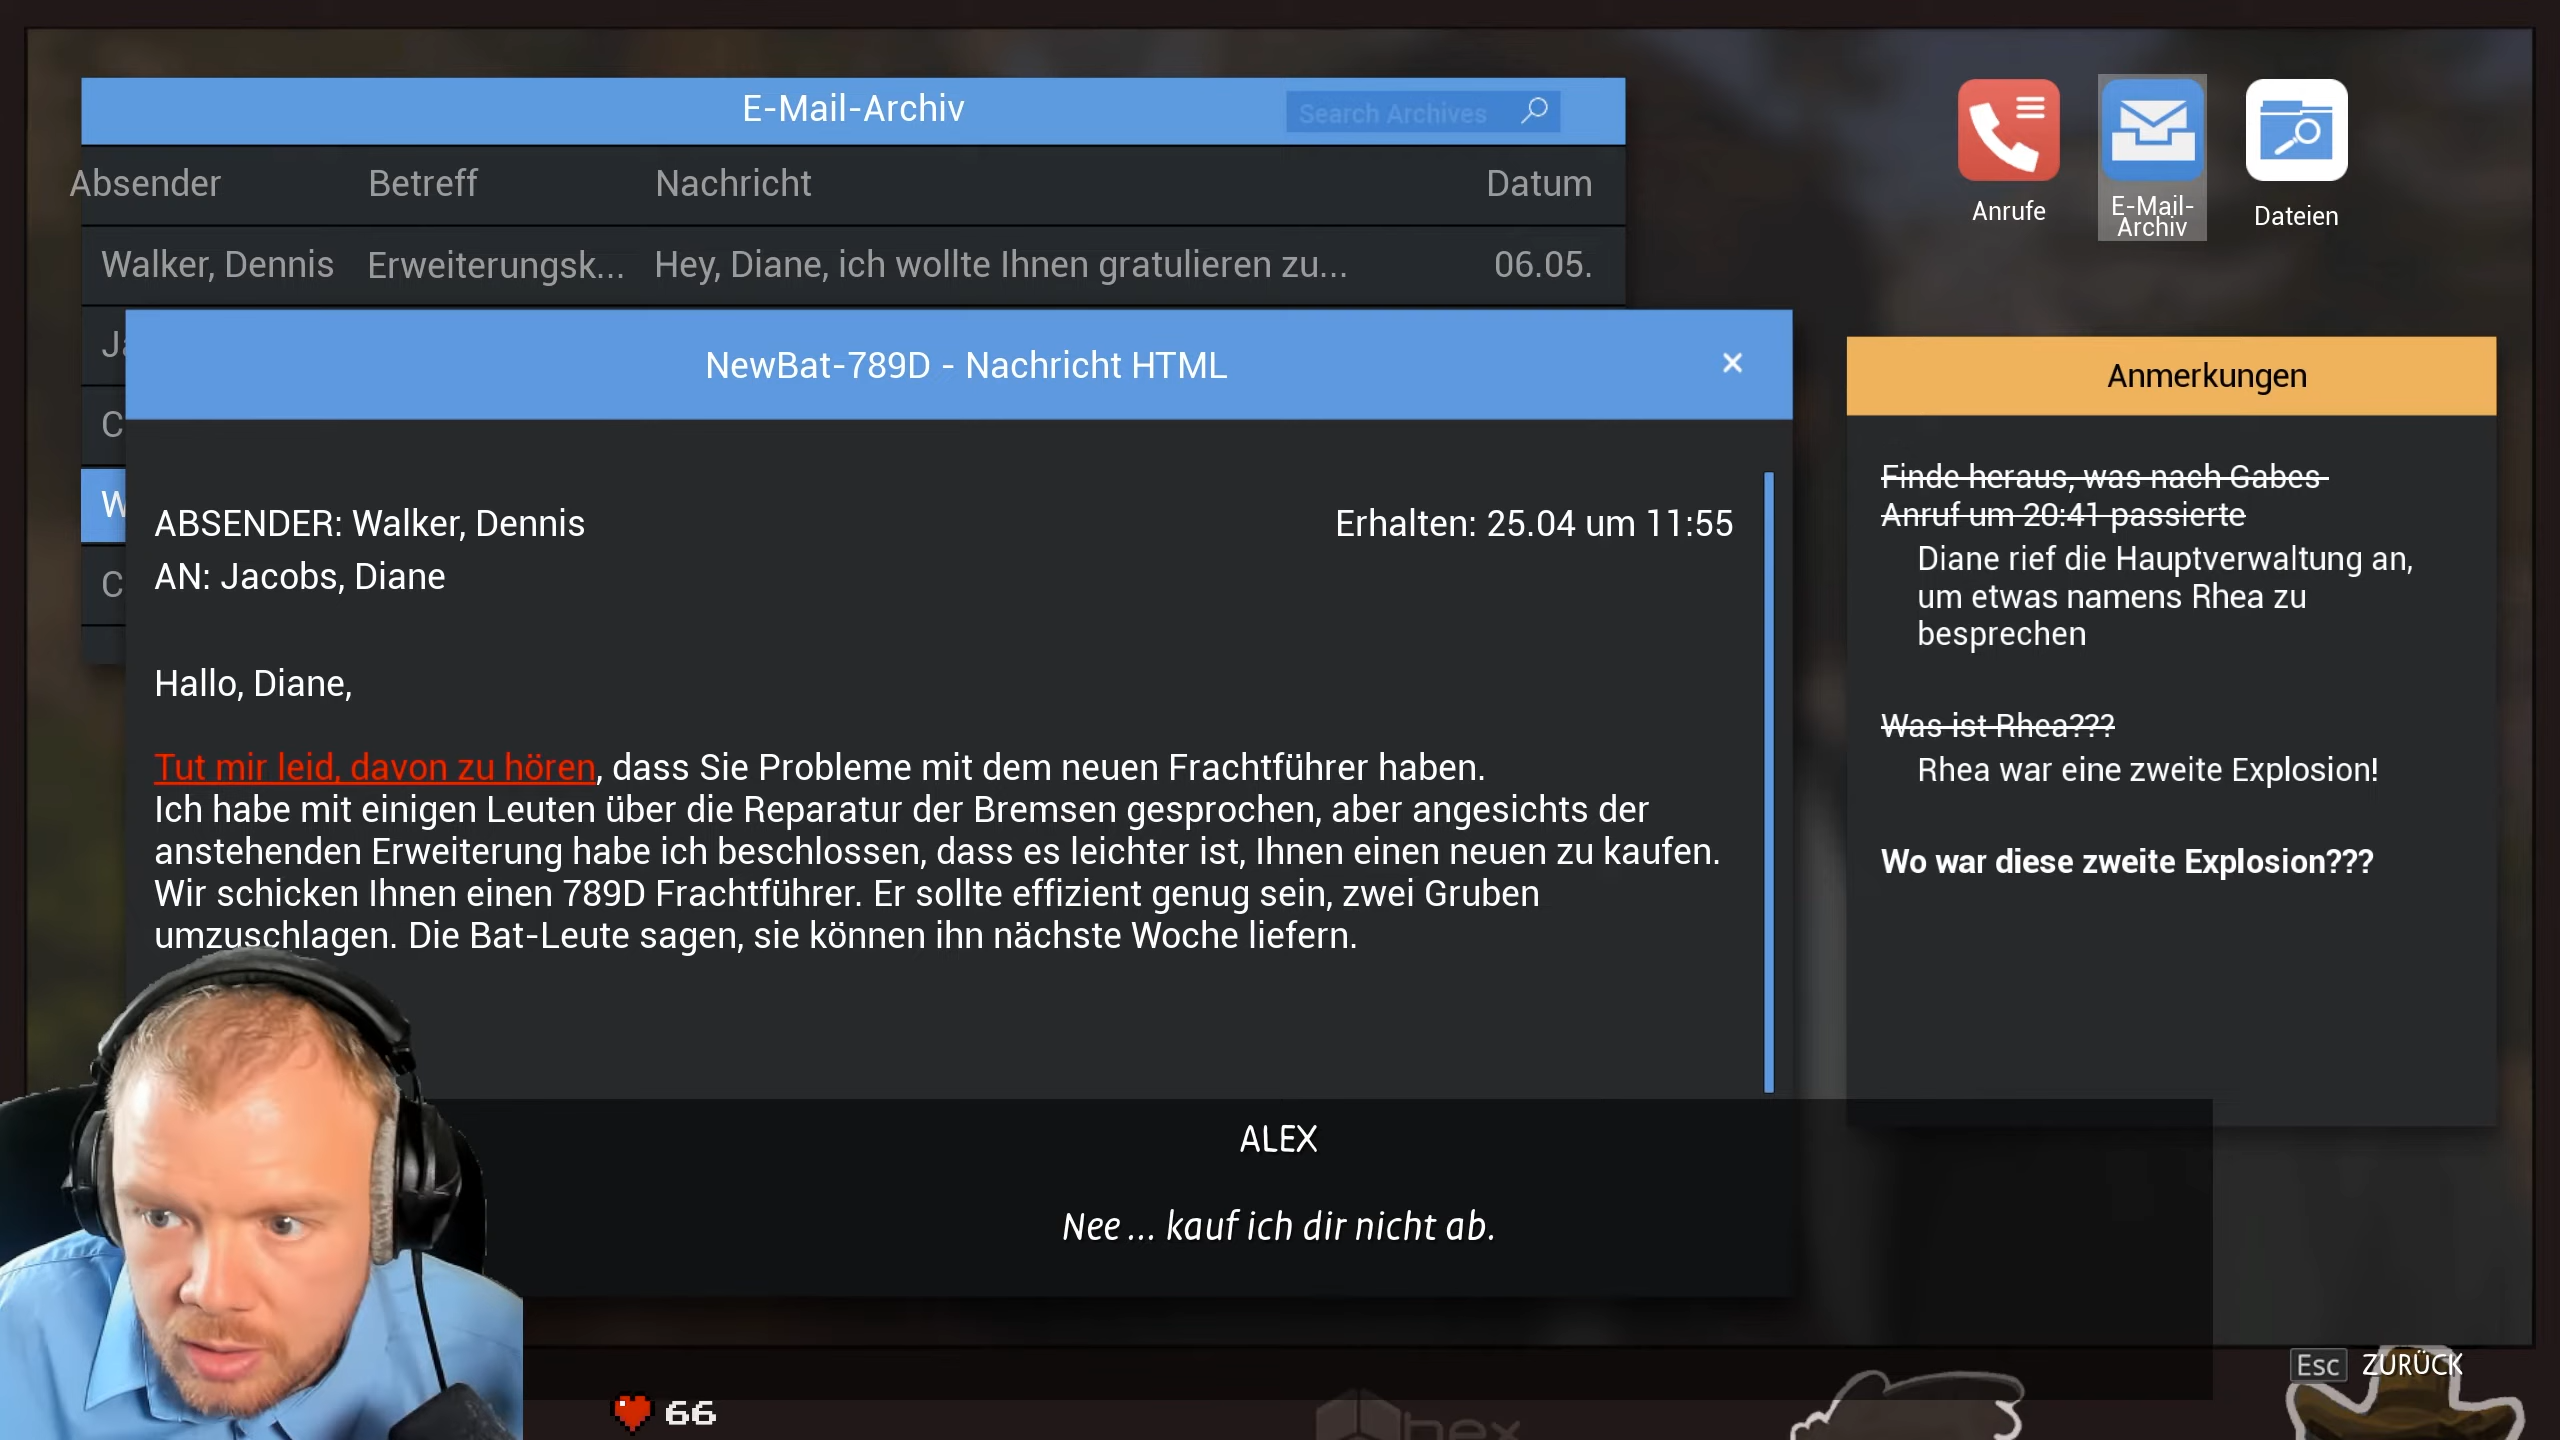 E-Mail-Archiv
Search Archives
Absender Betreff Nachricht Datum
Walker, Dennis Erweiterungsk... Hey, Diane, ich wollte Ihnen gratulieren zu... 06.05.
Ja
C
W
C
NewBat-789D - Nachricht HTML
ABSENDER: Walker, Dennis Erhalten: 25.04 um 11:55
AN: Jacobs, Diane
Hallo, Diane,
Tut mir leid, davon zu hören, dass Sie Probleme mit dem neuen Frachtführer haben.
Ich habe mit einigen Leuten über die Reparatur der Bremsen gesprochen, aber angesichts der
anstehenden Erweiterung habe ich beschlossen, dass es leichter ist, Ihnen einen neuen zu kaufen.
Wir schicken Ihnen einen 789D Frachtführer. Er sollte effizient genug sein, zwei Gruben
umzuschlagen. Die Bat-Leute sagen, sie können ihn nächste Woche liefern.
Anrufe
E-Mail-
Archiv
Dateien
Anmerkungen
Finde heraus, was nach Gabes
Anruf um 20:41 passierte
Diane rief die Hauptverwaltung an,
um etwas namens Rhea zu
besprechen
Was ist Rhea???
Rhea war eine zweite Explosion!
Wo war diese zweite Explosion???
ALEX
Nee ... kauf ich dir nicht ab.
Esc ZURÜCK
66
hex